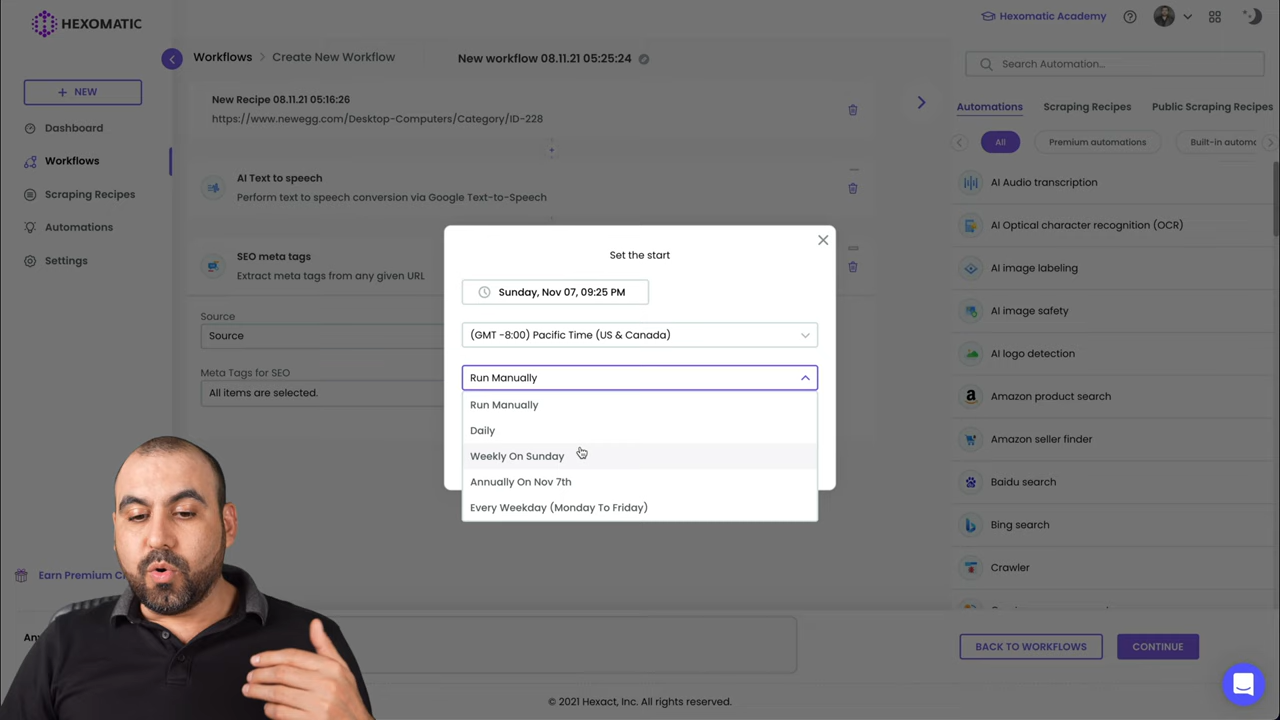 HEXOMATIC
Hexomatic Academy
Workflows > Create New Workflow
New workflow 08.11.21 05:25:24
Search Automation...
+ NEW
Dashboard
Workflows
Scraping Recipes
Automations
Settings
Earn Premium
New Recipe 08.11.21 05:16:26
https://www.newegg.com/Desktop-Computers/Category/ID-228
AI Text to speech
Perform text to speech conversion via Google Text-to-Speech
SEO meta tags
Extract meta tags from any given URL
Source
Source
Meta Tags for SEO
All items are selected.
Set the start
Sunday, Nov 07, 09:25 PM
(GMT -8:00) Pacific Time (US & Canada)
Run Manually
Run Manually
Daily
Weekly On Sunday
Annually On Nov 7th
Every Weekday (Monday To Friday)
Automations
Scraping Recipes
Public Scraping Recipes
All
Premium automations
Built-in automa
AI Audio transcription
AI Optical character recognition (OCR)
AI image labeling
AI image safety
AI logo detection
Amazon product search
Amazon seller finder
Baidu search
Bing search
Crawler
BACK TO WORKFLOWS
CONTINUE
© 2021 Hexact, Inc. All rights reserved.